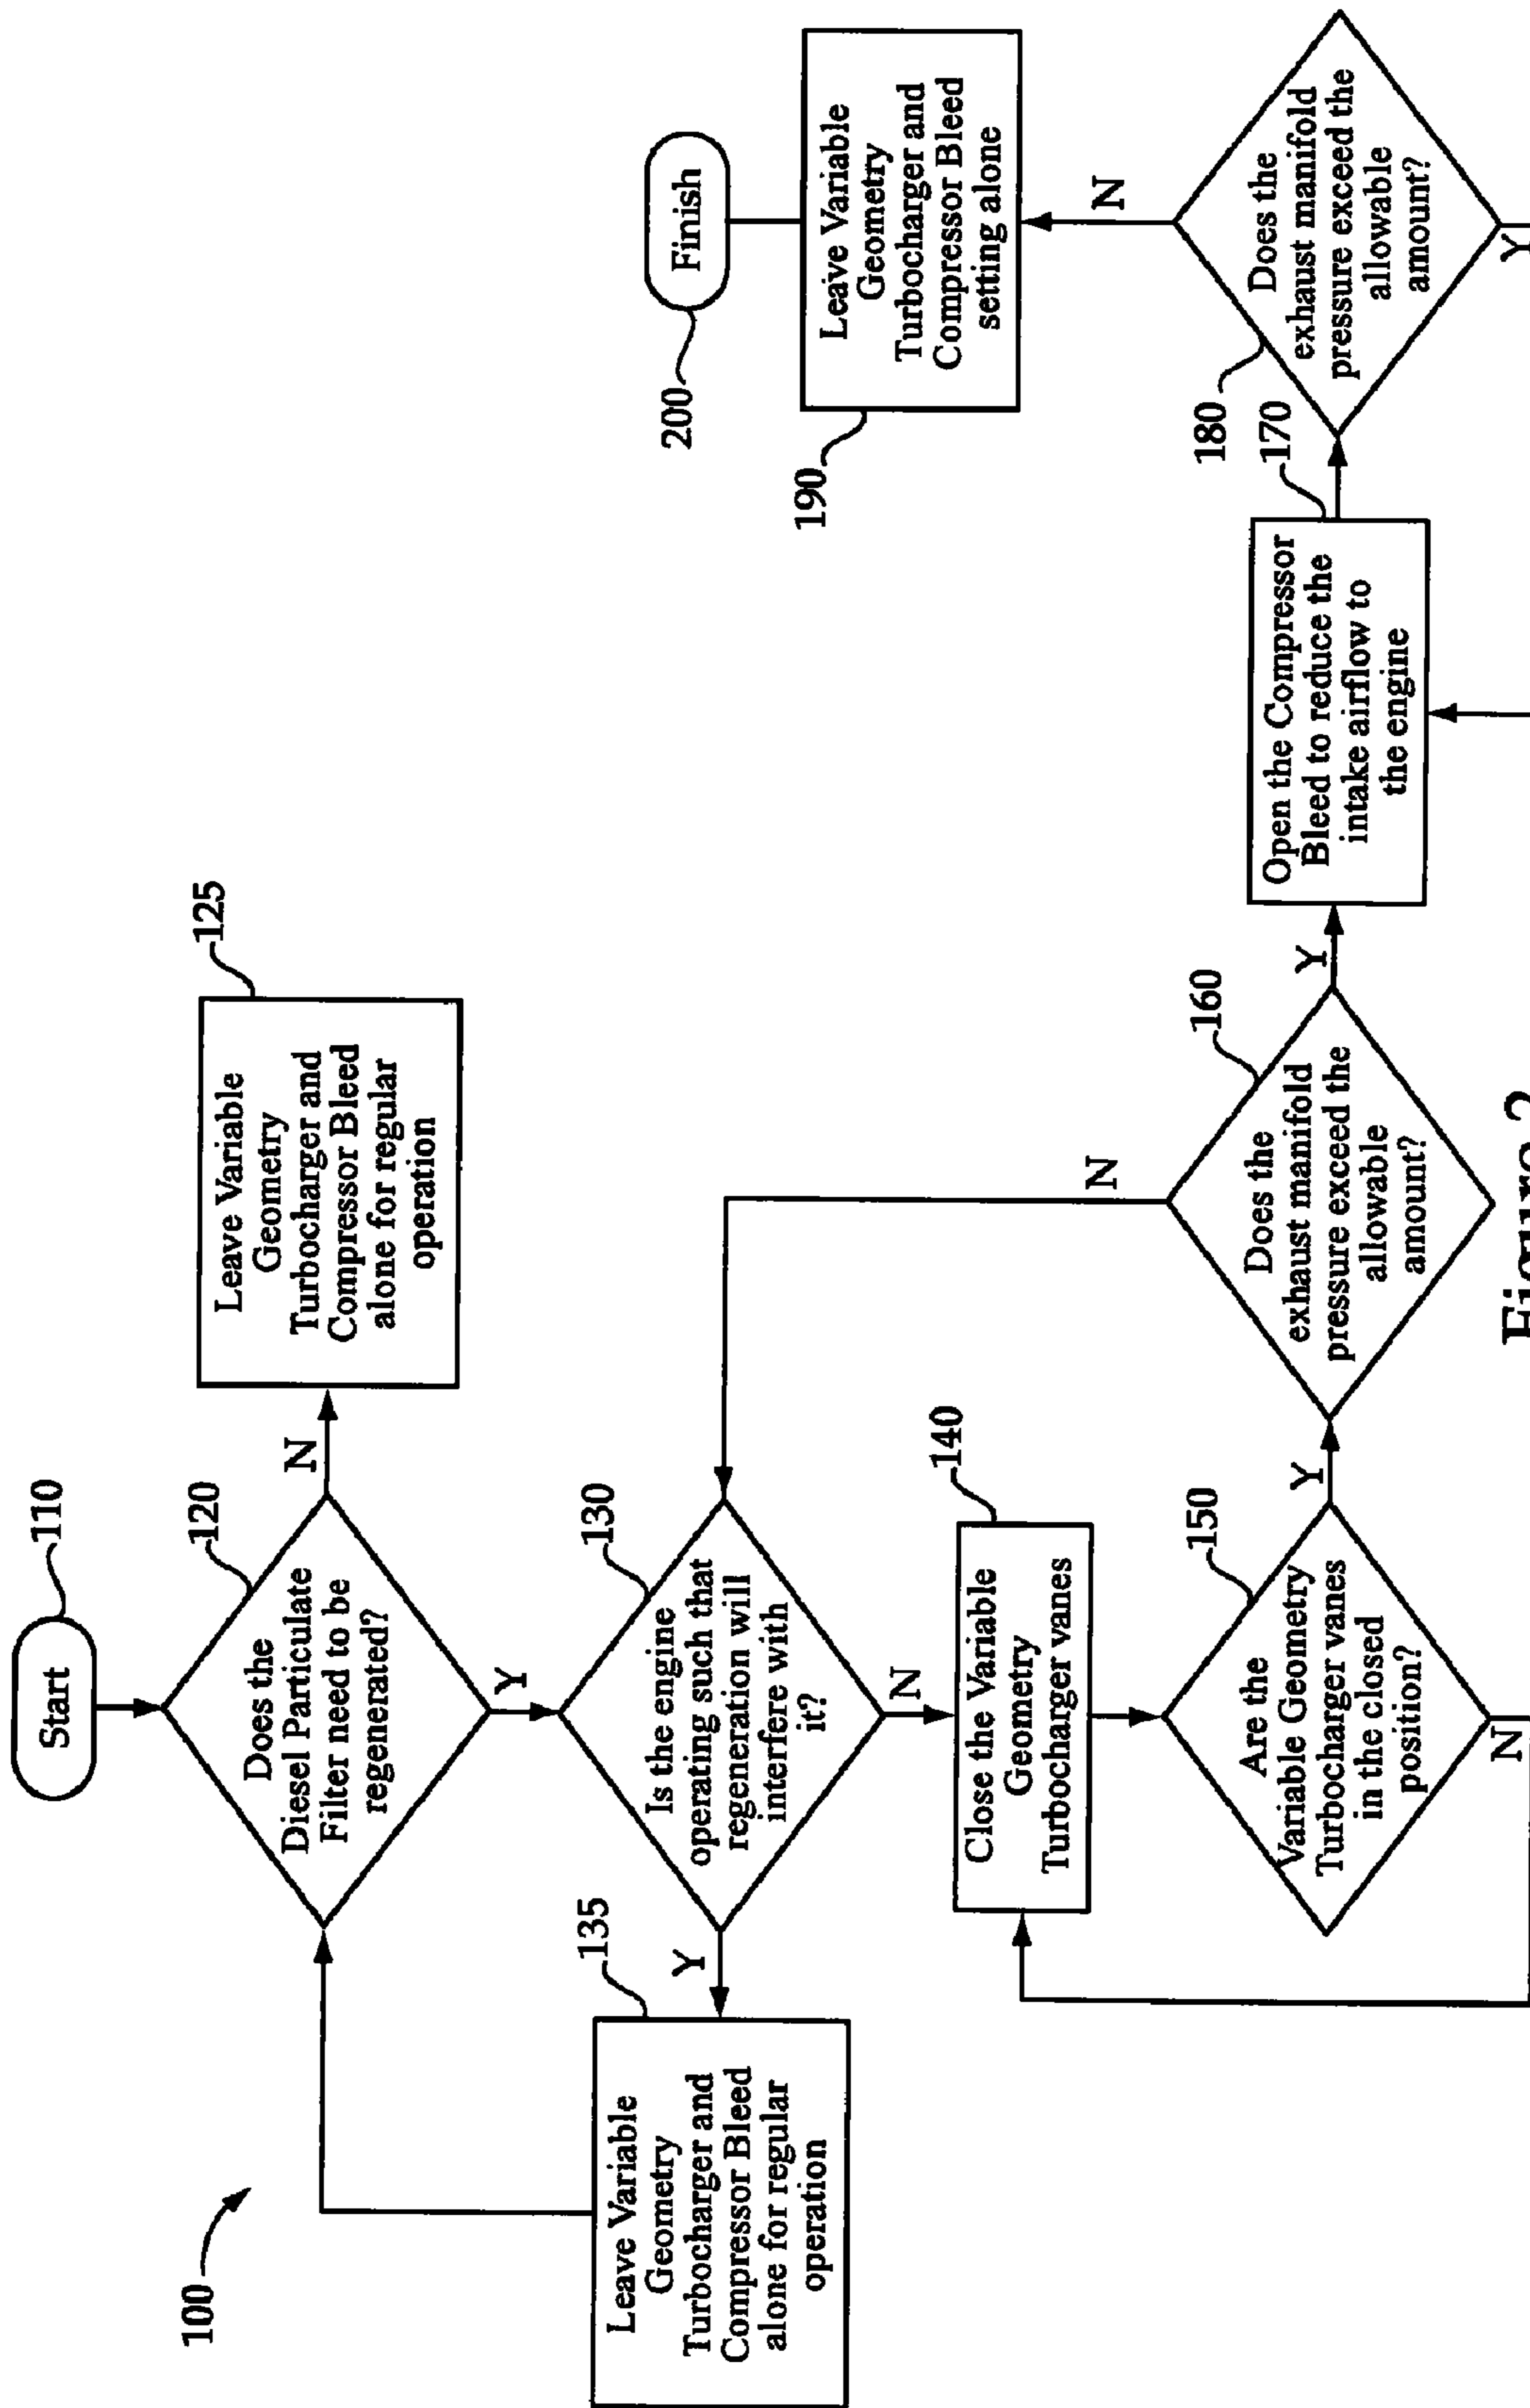 100
Start
110
Does the
Diesel Particulate
Filter need to be
regenerated?
120
N
Y
Leave Variable
Geometry
Turbocharger and
Compressor Bleed
alone for regular
operation
125
Is the engine
operating such that
regeneration will
interfere with
it?
130
Y
N
Leave Variable
Geometry
Turbocharger and
Compressor Bleed
alone for regular
operation
135
Close the Variable
Geometry
Turbocharger vanes
140
Are the
Variable Geometry
Turbocharger vanes
in the closed
position?
150
Y
N
Does the
exhaust manifold
pressure exceed the
allowable
amount?
160
N
Y
Open the Compressor
Bleed to reduce the
intake airflow to
the engine
170
Does the
exhaust manifold
pressure exceed the
allowable
amount?
180
N
Y
Leave Variable
Geometry
Turbocharger and
Compressor Bleed
setting alone
190
Finish
200
Figure 2